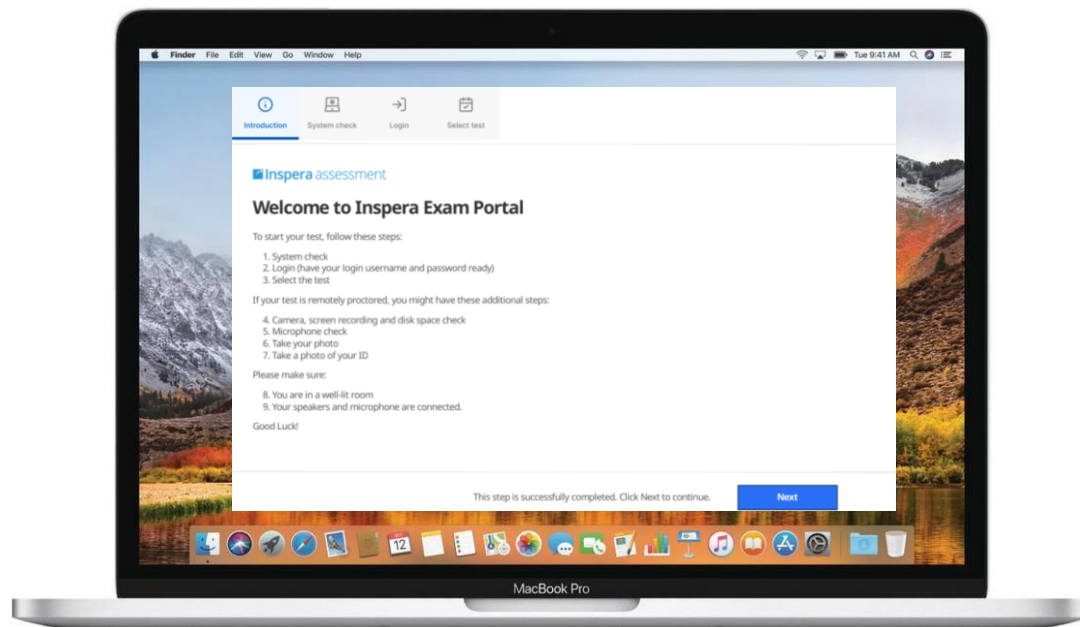 Finder File Edit View Go Window Help Tue 9:41 AM
Introduction System check Login Select test
Inspera assessment
Welcome to Inspera Exam Portal
To start your test, follow these steps:
1. System check
2. Login (have your login username and password ready)
3. Select the test
If your test is remotely proctored, you might have these additional steps:
4. Camera, screen recording and disk space check
5. Microphone check
6. Take your photo
7. Take a photo of your ID
Please make sure:
8. You are in a well-lit room
9. Your speakers and microphone are connected.
Good Luck!
This step is successfully completed. Click Next to continue. Next
12
MacBook Pro